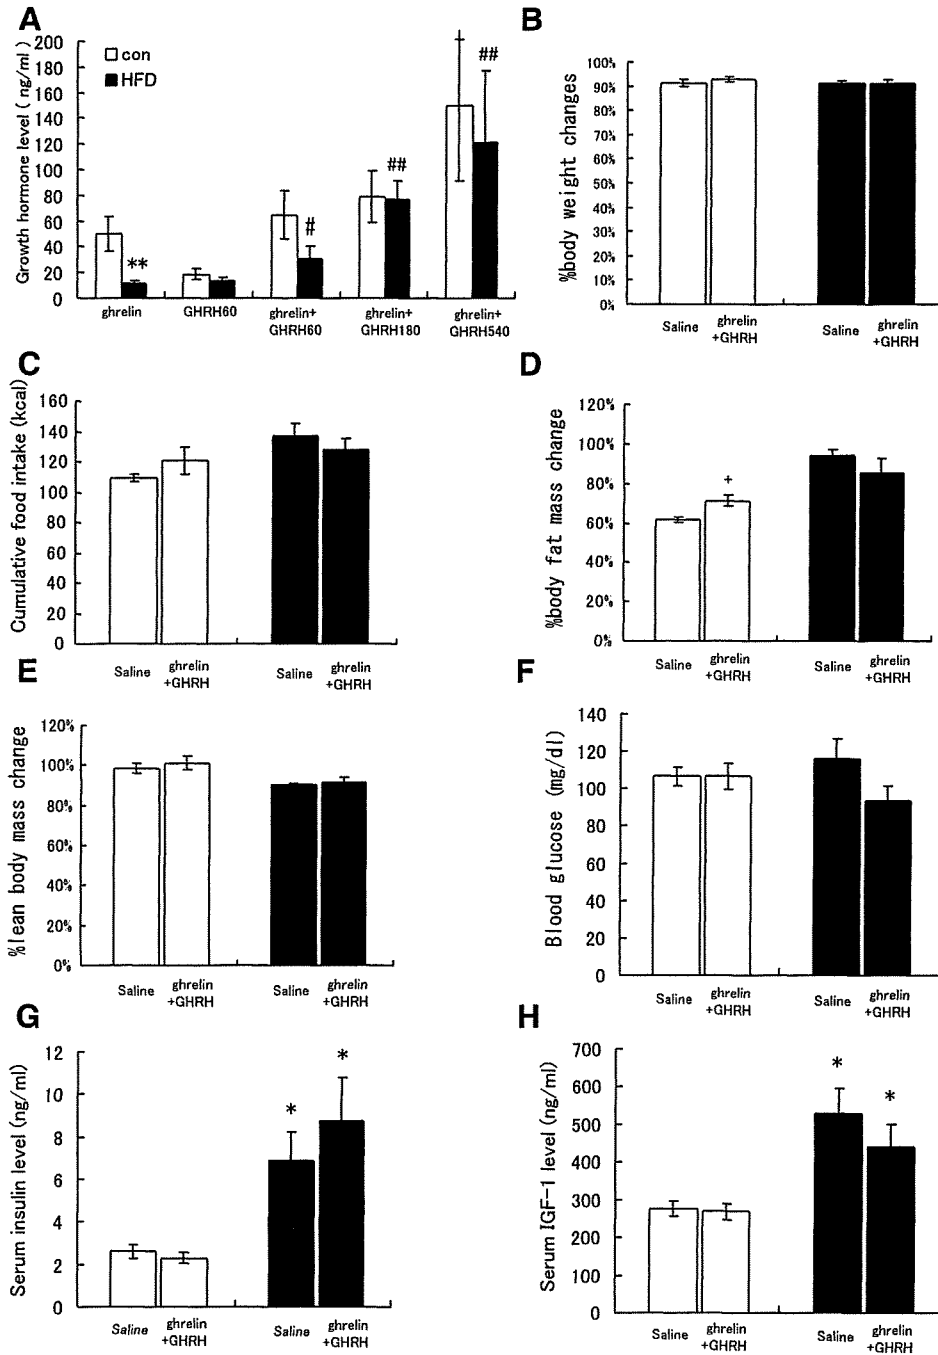 A
Growth hormone level ( ng/ml )
200
180
160
140
120
100
80
60
40
20
0
con
HFD
**
#
##
##
ghrelin
GHRH60
ghrelin+
GHRH60
ghrelin+
GHRH180
ghrelin+
GHRH540
B
%body weight changes
100%
90%
80%
70%
60%
50%
40%
30%
20%
10%
0%
Saline
ghrelin
+GHRH
Saline
ghrelin
+GHRH
C
Cumulative food intake (kcal)
160
140
120
100
80
60
40
20
0
Saline
ghrelin
+GHRH
Saline
ghrelin
+GHRH
D
%body fat mass change
120%
100%
80%
60%
40%
20%
0%
+
Saline
ghrelin
+GHRH
Saline
ghrelin
+GHRH
E
%lean body mass change
120%
100%
80%
60%
40%
20%
0%
Saline
ghrelin
+GHRH
Saline
ghrelin
+GHRH
F
Blood glucose (mg/dl)
140
120
100
80
60
40
20
0
Saline
ghrelin
+GHRH
Saline
ghrelin
+GHRH
G
Serum insulin level (ng/ml)
12
10
8
6
4
2
0
*
*
Saline
ghrelin
+GHRH
Saline
ghrelin
+GHRH
H
Serum IGF-1 level (ng/ml)
700
600
500
400
300
200
100
0
*
*
Saline
ghrelin
+GHRH
Saline
ghrelin
+GHRH